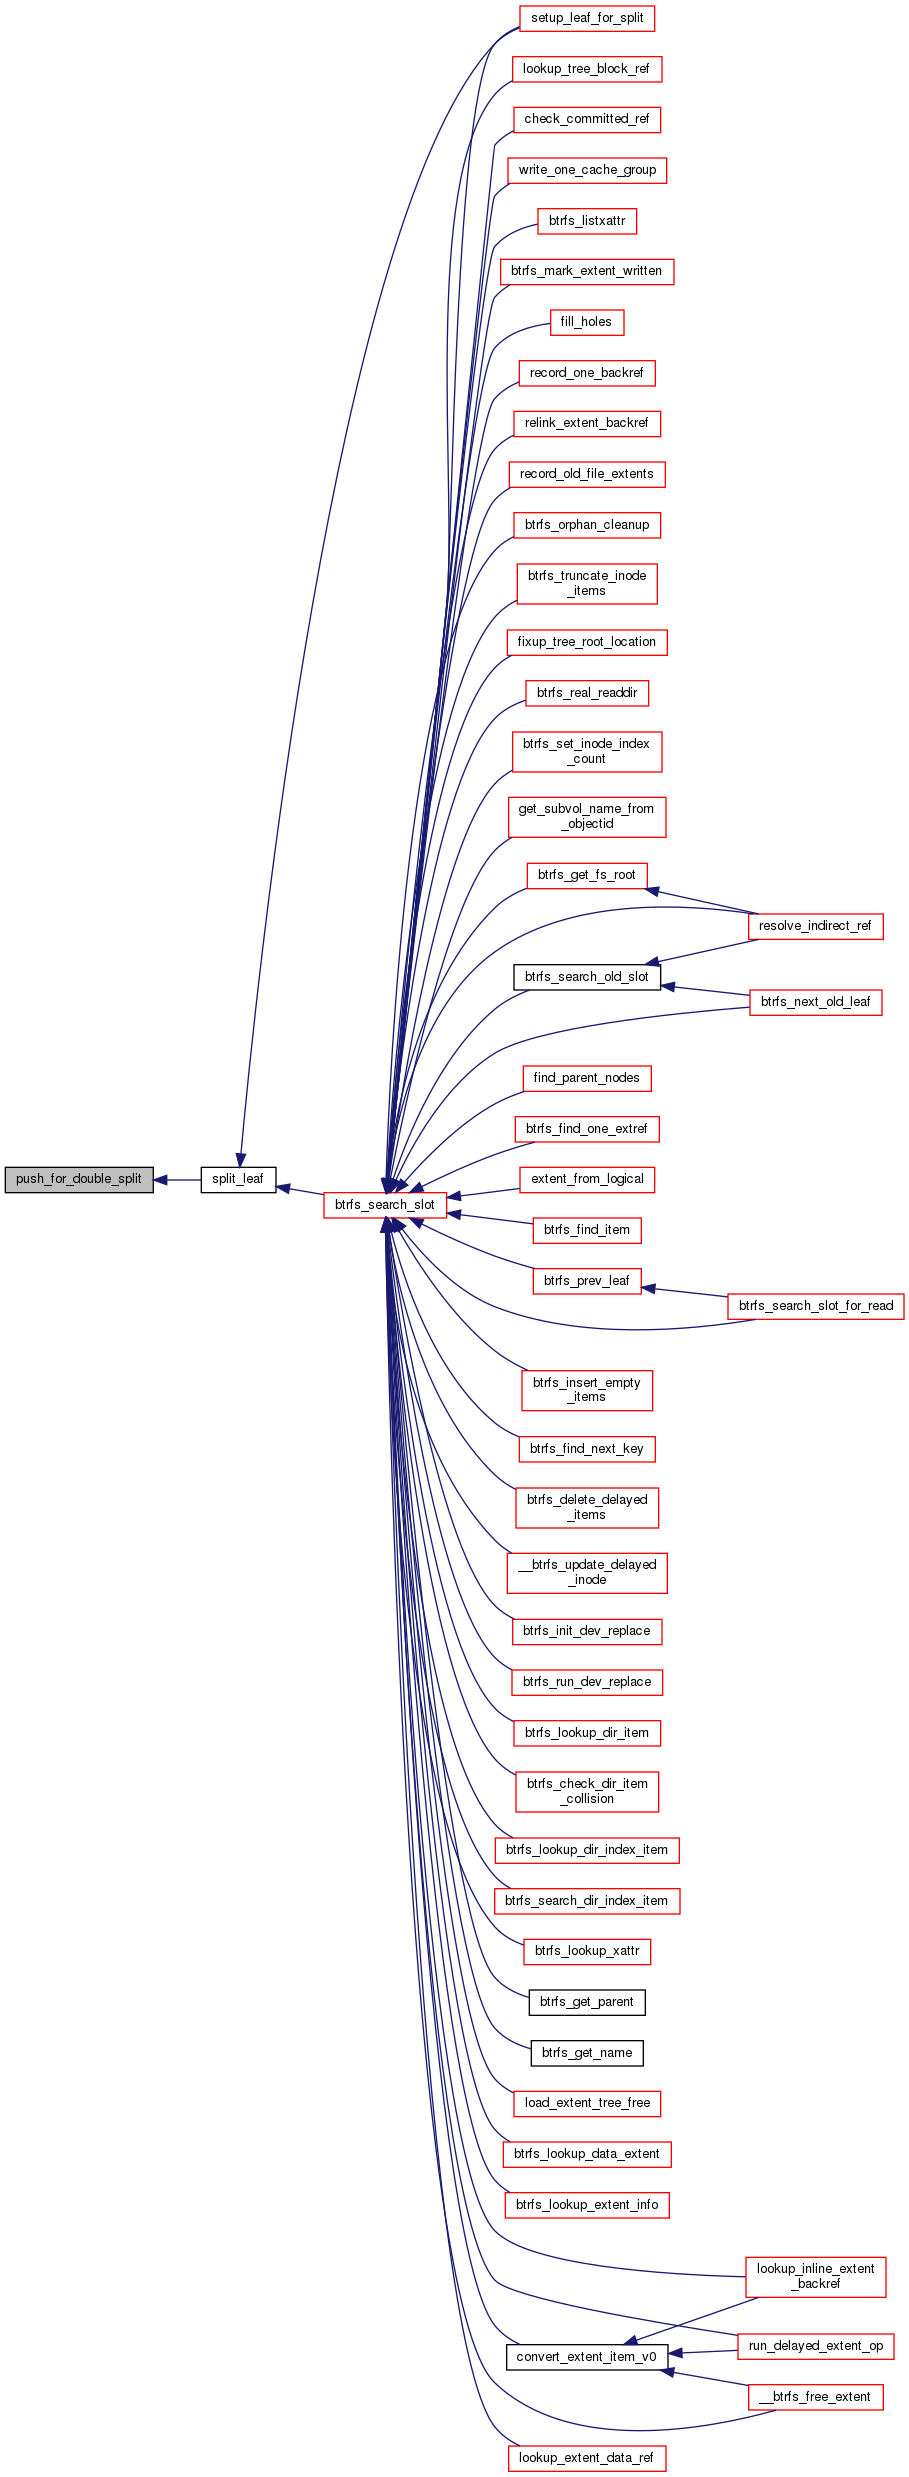 setup_leaf_for_split
lookup_tree_block_ref
check_committed_ref
write_one_cache_group
btrfs_listxattr
btrfs_mark_extent_written
fill_holes
record_one_backref
relink_extent_backref
record_old_file_extents
btrfs_orphan_cleanup
btrfs_truncate_inode
_items
fixup_tree_root_location
btrfs_real_readdir
btrfs_set_inode_index
_count
get_subvol_name_from
_objectid
btrfs_get_fs_root
resolve_indirect_ref
btrfs_search_old_slot
btrfs_next_old_leaf
find_parent_nodes
btrfs_find_one_extref
push_for_double_split
split_leaf
extent_from_logical
btrfs_search_slot
btrfs_find_item
btrfs_prev_leaf
btrfs_search_slot_for_read
btrfs_insert_empty
_items
btrfs_find_next_key
btrfs_delete_delayed
_items
__btrfs_update_delayed
_inode
btrfs_init_dev_replace
btrfs_run_dev_replace
btrfs_lookup_dir_item
btrfs_check_dir_item
_collision
btrfs_lookup_dir_index_item
btrfs_search_dir_index_item
btrfs_lookup_xattr
btrfs_get_parent
btrfs_get_name
load_extent_tree_free
btrfs_lookup_data_extent
btrfs_lookup_extent_info
lookup_inline_extent
_backref
run_delayed_extent_op
convert_extent_item_v0
__btrfs_free_extent
lookup_extent_data_ref